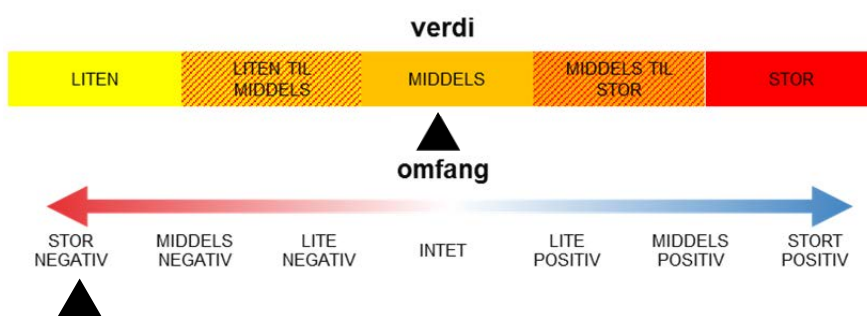 verdi
LITEN
LITEN TIL
MIDDELS
MIDDELS
MIDDELS TIL
STOR
STOR
omfang
STOR
NEGATIV
MIDDELS
NEGATIV
LITE
NEGATIV
INTET
LITE
POSITIV
MIDDELS
POSITIV
STORT
POSITIV